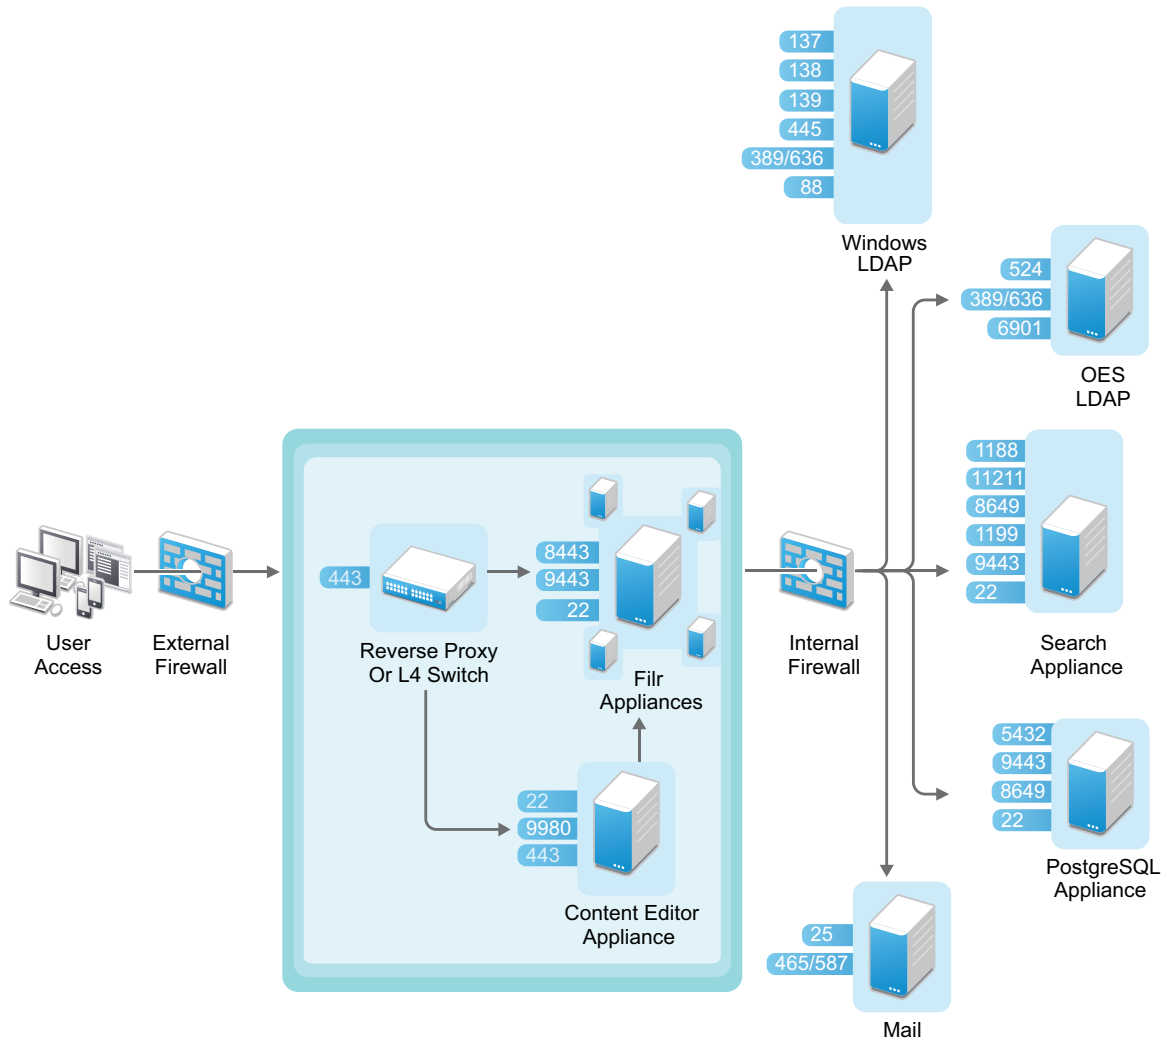 137
138
139
445
389/636
88
Windows
LDAP
524
389/636
6901
OES
LDAP
1188
11211
8649
1199
9443
22
Search
Appliance
User
Access
External
Firewall
443
Reverse Proxy
Or L4 Switch
8443
9443
22
Filr
Appliances
Internal
Firewall
22
9980
443
Content Editor
Appliance
5432
9443
8649
22
PostgreSQL
Appliance
25
465/587
Mail